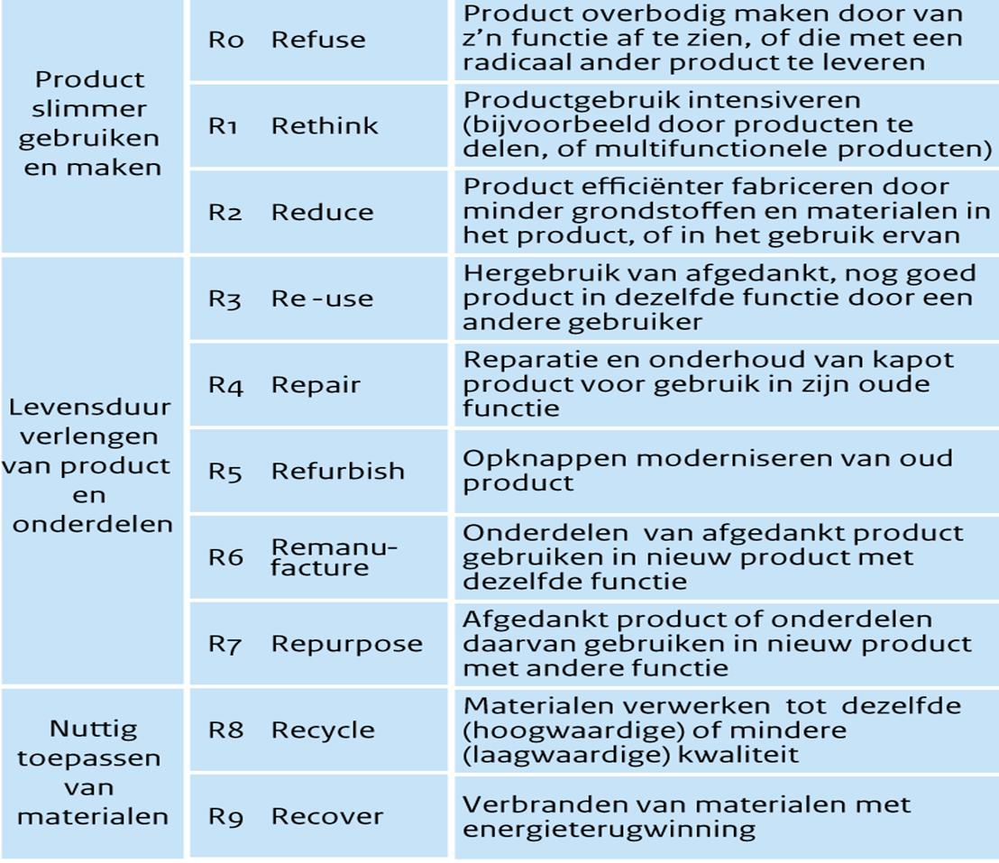 Product
slimmer
gebruiken
en maken
R0 Refuse
Product overbodig maken door van
z’n functie af te zien, of die met een
radicaal ander product te leveren
R1 Rethink
Productgebruik intensiveren
(bijvoorbeeld door producten te
delen, of multifunctionele producten)
R2 Reduce
Product efficiënter fabriceren door
minder grondstoffen en materialen in
het product, of in het gebruik ervan
Levensduur
verlengen
van product
en
onderdelen
R3 Re-use
Hergebruik van afgedankt, nog goed
product in dezelfde functie door een
andere gebruiker
R4 Repair
Reparatie en onderhoud van kapot
product voor gebruik in zijn oude
functie
R5 Refurbish
Opknappen moderniseren van oud
product
R6 Remanu-
facture
Onderdelen van afgedankt product
gebruiken in nieuw product met
dezelfde functie
R7 Repurpose
Afgedankt product of onderdelen
daarvan gebruiken in nieuw product
met andere functie
Nuttig
toepassen
van
materialen
R8 Recycle
Materialen verwerken tot dezelfde
(hoogwaardige) of mindere
(laagwaardige) kwaliteit
R9 Recover
Verbranden van materialen met
energieterugwinning